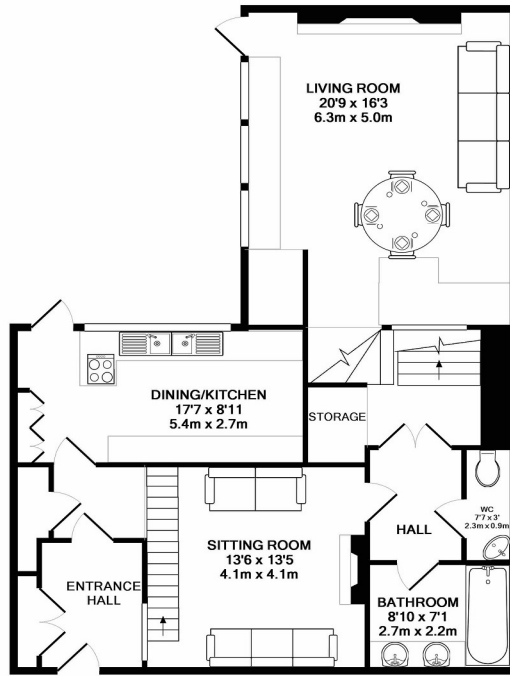 LIVING ROOM
20'9 x 16'3
6.3m x 5.0m
DINING/KITCHEN
17'7 x 8'11
5.4m x 2.7m
STORAGE
WC
7'7 x 3'
2.3m x 0.9m
HALL
SITTING ROOM
13'6 x 13'5
4.1m x 4.1m
ENTRANCE
HALL
BATHROOM
8'10 x 7'1
2.7m x 2.2m